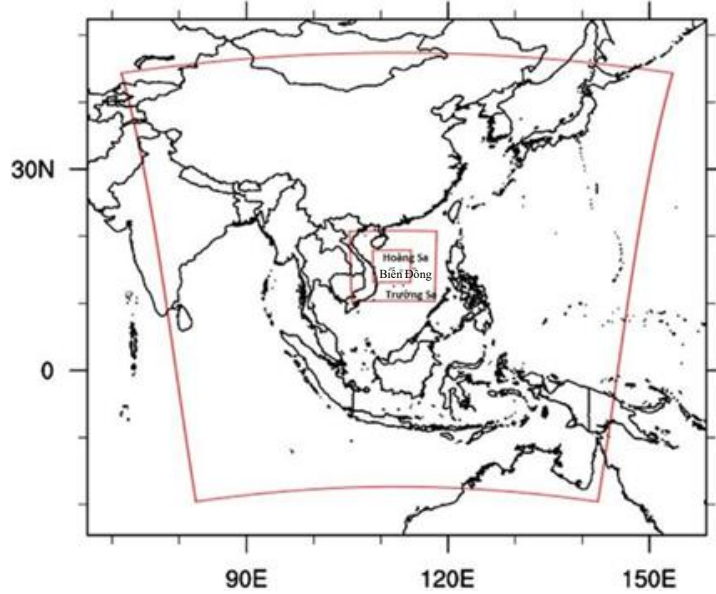 30N
Hoàng Sa
Biển Đông
Trường Sa
0
90E 120E 150E